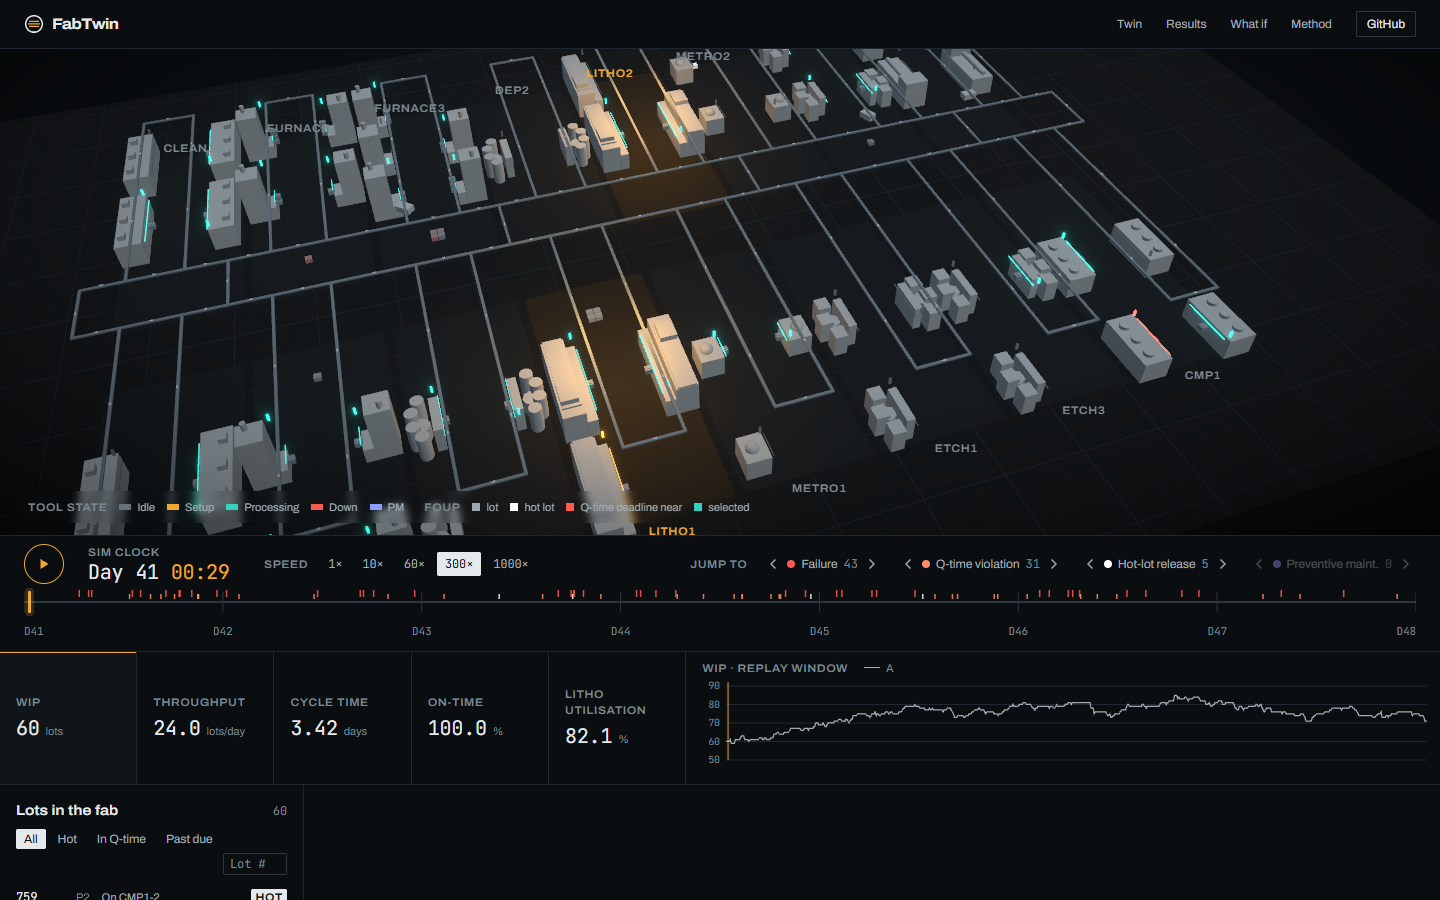 FabTwin
Twin Results What if Method GitHub
METRO2
LITHO2
DEP2
FURNACE3
CLEAN
CMP1
ETCH3
ETCH1
METRO1
TOOL STATE Idle Setup Processing Down PM FOUP lot hot lot Q-time deadline near selected
LITHO1
SIM CLOCK
Day 41 00:29
SPEED 1× 10× 60× 300× 1000×
JUMP TO Failure 43 Q-time violation 31 Hot-lot release 5 Preventive maint. 0
D41 D42 D43 D44 D45 D46 D47 D48
WIP
60 lots
THROUGHPUT
24.0 lots/day
CYCLE TIME
3.42 days
ON-TIME
100.0 %
LITHO
UTILISATION
82.1 %
WIP · REPLAY WINDOW A
90
80
70
60
50
Lots in the fab 60
All Hot In Q-time Past due
Lot #
759 P2 On CMP1-2 HOT